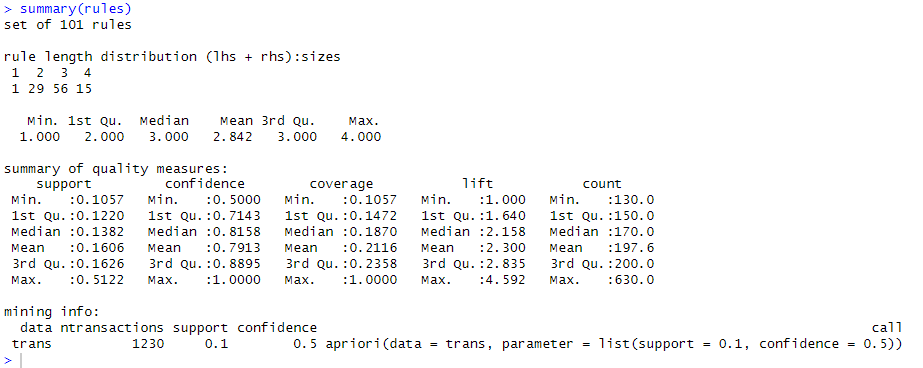 > summary(rules)
set of 101 rules
rule length distribution (lhs + rhs):sizes
 1  2  3  4
 1 29 56 15
   Min. 1st Qu.  Median    Mean 3rd Qu.    Max.
  1.000   2.000   3.000   2.842   3.000   4.000
summary of quality measures:
    support         confidence        coverage           lift           count
 Min.   :0.1057   Min.   :0.5000   Min.   :0.1057   Min.   :1.000   Min.   :130.0
 1st Qu.:0.1220   1st Qu.:0.7143   1st Qu.:0.1472   1st Qu.:1.640   1st Qu.:150.0
 Median :0.1382   Median :0.8158   Median :0.1870   Median :2.158   Median :170.0
 Mean   :0.1606   Mean   :0.7913   Mean   :0.2116   Mean   :2.300   Mean   :197.6
 3rd Qu.:0.1626   3rd Qu.:0.8895   3rd Qu.:0.2358   3rd Qu.:2.835   3rd Qu.:200.0
 Max.   :0.5122   Max.   :1.0000   Max.   :1.0000   Max.   :4.592   Max.   :630.0
mining info:
  data ntransactions support confidence                                                                     call
 trans          1230     0.1        0.5 apriori(data = trans, parameter = list(support = 0.1, confidence = 0.5))
>